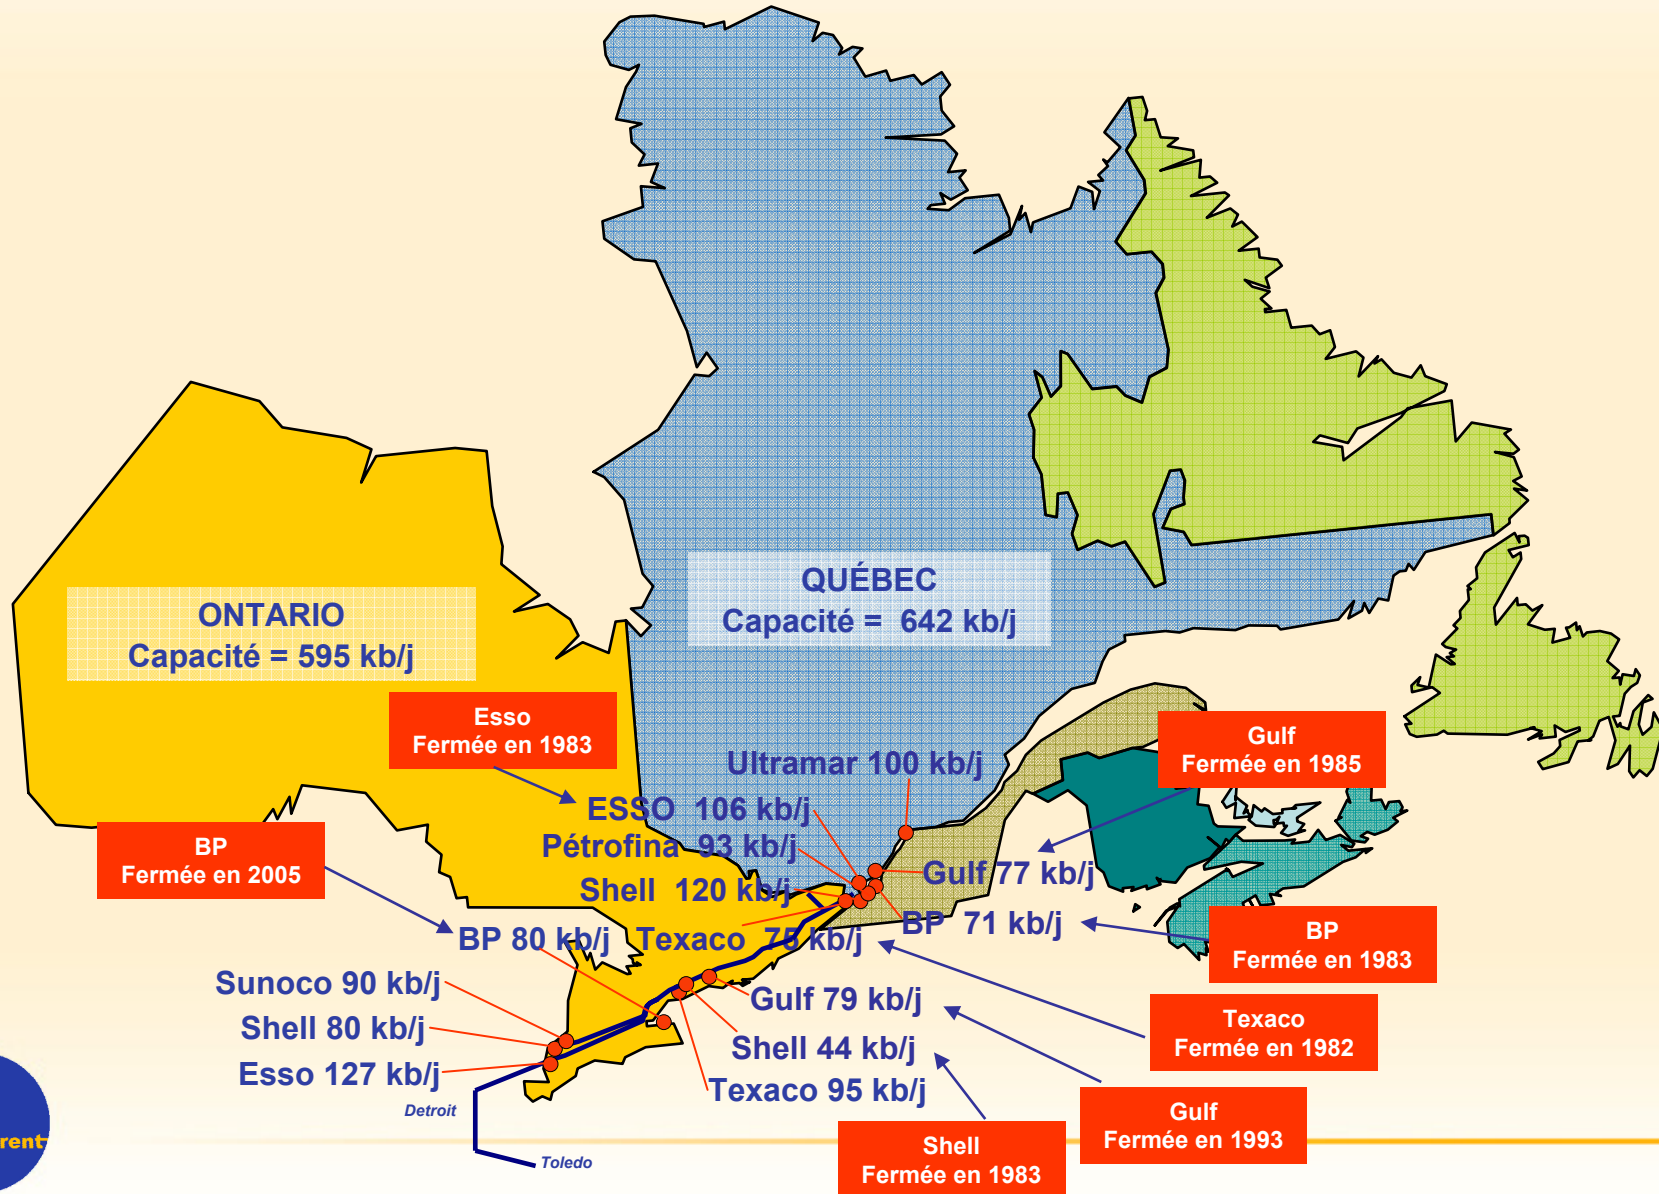 QUÉBEC
Capacité = 642 kb/j
ONTARIO
Capacité = 595 kb/j
Esso
Fermée en 1983
Gulf
Fermée en 1985
Ultramar 100 kb/j
ESSO 106 kb/j
Pétrofina 93 kb/j
BP
Fermée en 2005
Gulf 77 kb/j
Shell 120 kb/j
BP 71 kb/j
BP 80 kb/j
Texaco 75 kb/j
BP
Fermée en 1983
Sunoco 90 kb/j
Gulf 79 kb/j
Shell 80 kb/j
Texaco
Fermée en 1982
Shell 44 kb/j
Esso 127 kb/j
Texaco 95 kb/j
Detroit
Gulf
Fermée en 1993
Shell
Fermée en 1983
Toledo